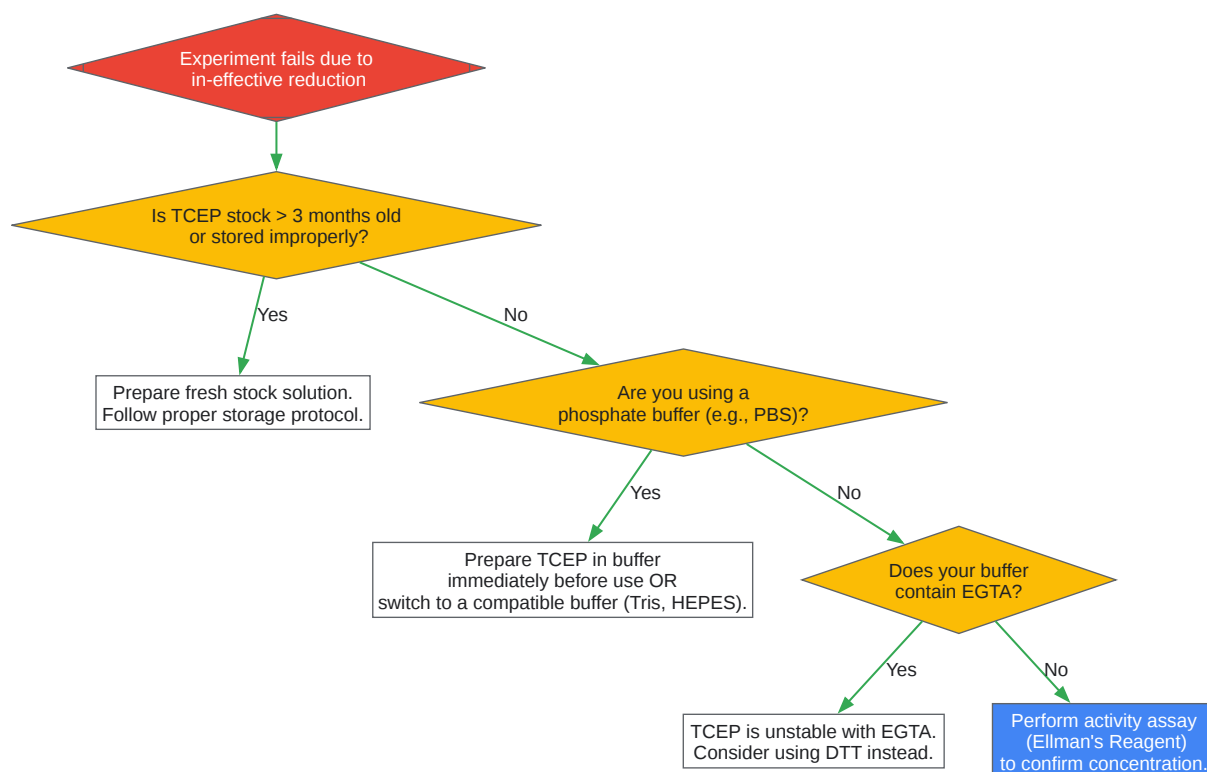 Experiment fails due to
in-effective reduction
Is TCEP stock > 3 months old
or stored improperly?
Yes
No
Prepare fresh stock solution.
Follow proper storage protocol.
Are you using a
phosphate buffer (e.g., PBS)?
Yes
No
Prepare TCEP in buffer
immediately before use OR
switch to a compatible buffer (Tris, HEPES).
Does your buffer
contain EGTA?
Yes
No
TCEP is unstable with EGTA.
Consider using DTT instead.
Perform activity assay
(Ellman's Reagent)
to confirm concentration.